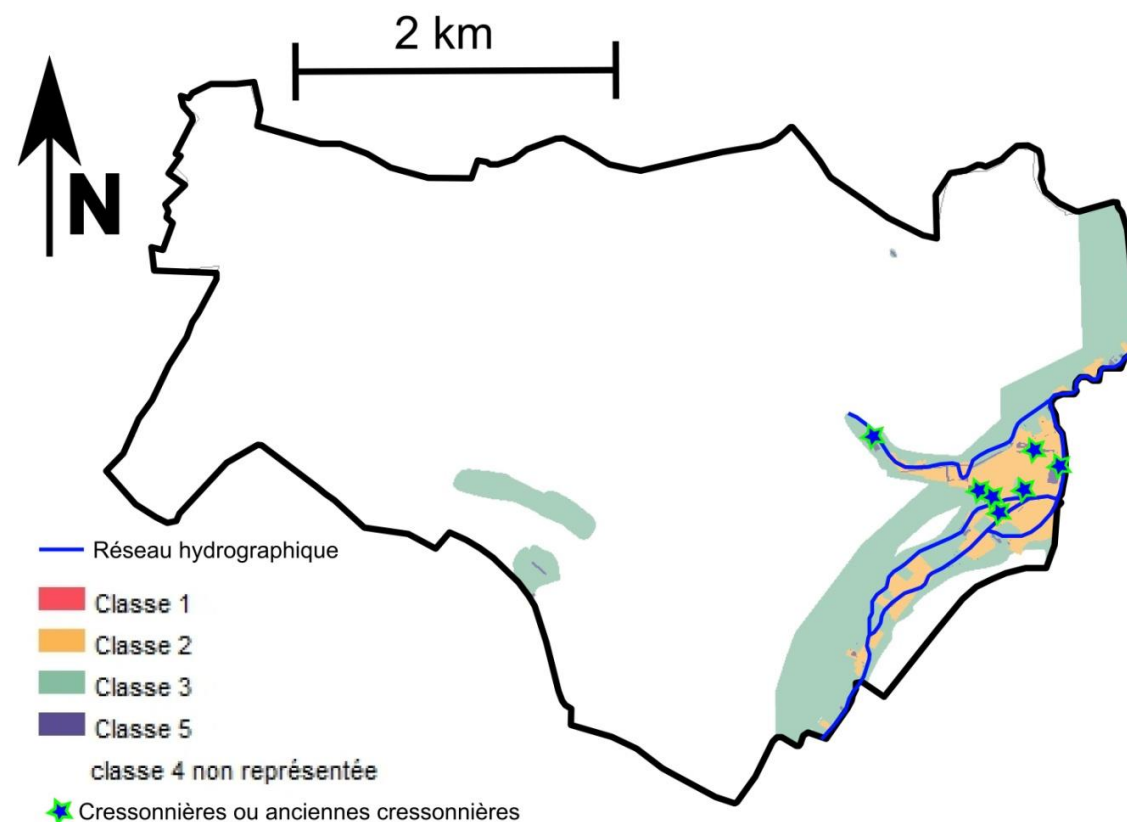 2 km
N
Réseau hydrographique
Classe 1
Classe 2
Classe 3
Classe 5
classe 4 non représentée
Cressonnières ou anciennes cressonnières